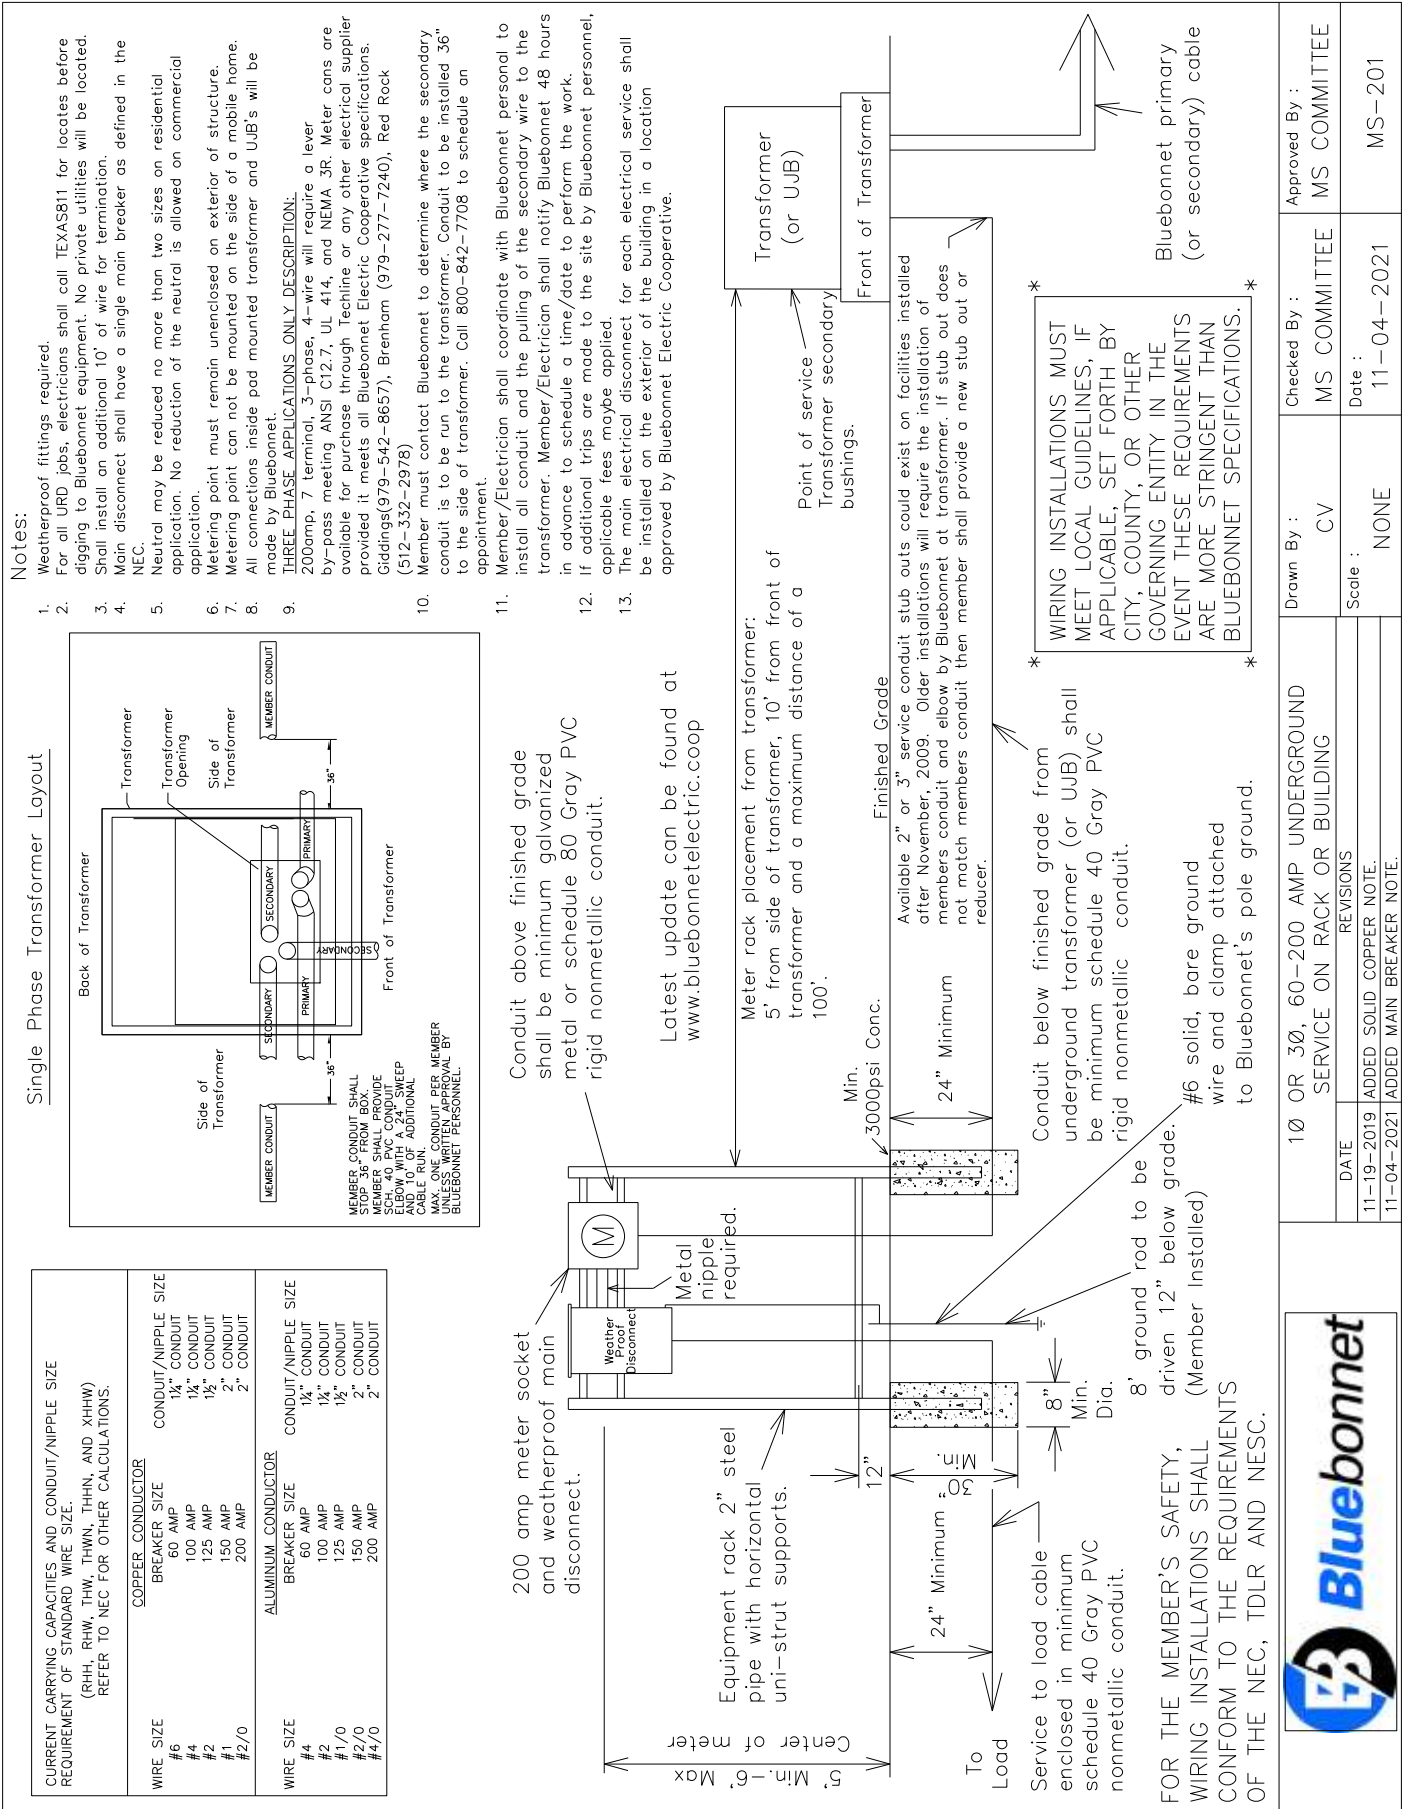 CURRENT CARRYING CAPACITIES AND CONDUIT/NIPPLE SIZE
REQUIREMENT OF STANDARD WIRE SIZE.
(RHH, RHW, THW, THWN, THHN, AND XHHW)
REFER TO NEC FOR OTHER CALCULATIONS.
COPPER CONDUCTOR
WIRE SIZE BREAKER SIZE CONDUIT/NIPPLE SIZE
#6 60 AMP 1¼" CONDUIT
#4 100 AMP 1¼" CONDUIT
#2 125 AMP 1½" CONDUIT
#1 150 AMP 2" CONDUIT
#2/0 200 AMP 2" CONDUIT
ALUMINUM CONDUCTOR
WIRE SIZE BREAKER SIZE CONDUIT/NIPPLE SIZE
#4 60 AMP 1¼" CONDUIT
#2 100 AMP 1¼" CONDUIT
#1/0 125 AMP 1½" CONDUIT
#2/0 150 AMP 2" CONDUIT
#4/0 200 AMP 2" CONDUIT
Single Phase Transformer Layout
Back of Transformer
Transformer
Transformer
Opening
Side of
Transformer
Side of
Transformer
MEMBER CONDUIT
MEMBER CONDUIT
36"
36"
SECONDARY
SECONDARY
SECONDARY
PRIMARY
PRIMARY
Front of Transformer
MEMBER CONDUIT SHALL
STOP 36" FROM BOX.
MEMBER SHALL PROVIDE
SCH. 40 PVC CONDUIT
ELBOW WITH A 24" SWEEP
AND 10' OF ADDITIONAL
CABLE RUN.
MAX. ONE CONDUIT PER MEMBER
UNLESS WRITTEN APPROVAL BY
BLUEBONNET PERSONNEL.
Notes:
1. Weatherproof fittings required.
2. For all URD jobs, electricians shall call TEXAS811 for locates before
digging to Bluebonnet equipment. No private utilities will be located.
3. Shall install an additional 10' of wire for termination.
4. Main disconnect shall have a single main breaker as defined in the
NEC.
5. Neutral may be reduced no more than two sizes on residential
application. No reduction of the neutral is allowed on commercial
application.
6. Metering point must remain unenclosed on exterior of structure.
7. Metering point can not be mounted on the side of a mobile home.
8. All connections inside pad mounted transformer and UJB's will be
made by Bluebonnet.
9. THREE PHASE APPLICATIONS ONLY DESCRIPTION:
200amp, 7 terminal, 3-phase, 4-wire will require a lever
by-pass meeting ANSI C12.7, UL 414, and NEMA 3R. Meter cans are
available for purchase through Techline or any other electrical supplier
provided it meets all Bluebonnet Electric Cooperative specifications.
Giddings(979-542-8657), Brenham (979-277-7240), Red Rock
(512-332-2978)
10. Member must contact Bluebonnet to determine where the secondary
conduit is to be run to the transformer. Conduit to be installed 36"
to the side of transformer. Call 800-842-7708 to schedule an
appointment.
11. Member/Electrician shall coordinate with Bluebonnet personal to
install all conduit and the pulling of the secondary wire to the
transformer. Member/Electrician shall notify Bluebonnet 48 hours
in advance to schedule a time/date to perform the work.
12. If additional trips are made to the site by Bluebonnet personnel,
applicable fees maybe applied.
13. The main electrical disconnect for each electrical service shall
be installed on the exterior of the building in a location
approved by Bluebonnet Electric Cooperative.
200 amp meter socket
and weatherproof main
disconnect.
Conduit above finished grade
shall be minimum galvanized
metal or schedule 80 Gray PVC
rigid nonmetallic conduit.
Latest update can be found at
www.bluebonnetelectric.coop
M
Weather
Proof
Disconnect
Metal
nipple
required.
Equipment rack 2" steel
pipe with horizontal
uni-strut supports.
Meter rack placement from transformer:
5' from side of transformer, 10' from front of
transformer and a maximum distance of a
100'.
Transformer
(or UJB)
Front of Transformer
Point of service
Transformer secondary
bushings.
5' Min.-6' Max
Center of meter
12"
30"
Min.
Min.
3000psi Conc.
Finished Grade
Available 2" or 3" service conduit stub outs could exist on facilities installed
after November, 2009. Older installations will require the installation of
members conduit and elbow by Bluebonnet at transformer. If stub out does
not match members conduit then member shall provide a new stub out or
reducer.
24" Minimum
24" Minimum
To
Load
Service to load cable
enclosed in minimum
schedule 40 Gray PVC
nonmetallic conduit.
8"
Min.
Dia.
8' ground rod to be
driven 12" below grade.
(Member Installed)
#6 solid, bare ground
wire and clamp attached
to Bluebonnet's pole ground.
Conduit below finished grade from
underground transformer (or UJB) shall
be minimum schedule 40 Gray PVC
rigid nonmetallic conduit.
Bluebonnet primary
(or secondary) cable
* *
WIRING INSTALLATIONS MUST
MEET LOCAL GUIDELINES, IF
APPLICABLE, SET FORTH BY
CITY, COUNTY, OR OTHER
GOVERNING ENTITY IN THE
EVENT THESE REQUIREMENTS
ARE MORE STRINGENT THAN
BLUEBONNET SPECIFICATIONS.
* *
FOR THE MEMBER'S SAFETY,
WIRING INSTALLATIONS SHALL
CONFORM TO THE REQUIREMENTS
OF THE NEC, TDLR AND NESC.
Bluebonnet
1Ø OR 3Ø, 60-200 AMP UNDERGROUND
SERVICE ON RACK OR BUILDING
DATE REVISIONS
11-19-2019 ADDED SOLID COPPER NOTE.
11-04-2021 ADDED MAIN BREAKER NOTE.
Drawn By :
CV
Checked By :
MS COMMITTEE
Approved By :
MS COMMITTEE
Scale :
NONE
Date :
11-04-2021
MS-201